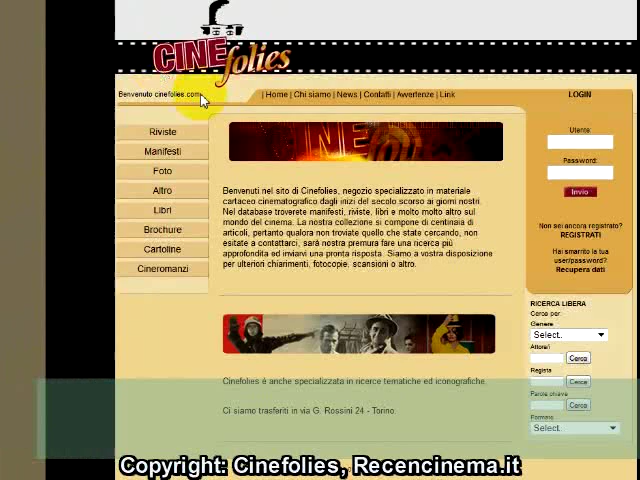 CINEfolies
Benvenuto cinefolies.com
| Home | Chi siamo | News | Contatti | Awertenze | Link
LOGIN
Riviste
Manifesti
Foto
Altro
Libri
Brochure
Cartoline
Cineromanzi
CINEfolies
Benvenuti nel sito di Cinefolies, negozio specializzato in materiale
cartaceo cinematografico dagli inizi del secolo scorso ai giorni nostri.
Nel database troverete manifesti, riviste, libri e molto molto altro sul
mondo del cinema. La nostra collezione si compone di centinaia di
articoli, pertanto qualora non troviate quello che state cercando, non
esitate a contattarci, sarà nostra premura fare una ricerca più
approfondita ed inviarvi una pronta risposta. Siamo a vostra disposizione
per ulteriori chiarimenti, fotocopie, scansioni o altro.
Cinefolies è anche specializzata in ricerche tematiche ed iconografiche.
Ci siamo trasferiti in via G. Rossini 24 - Torino.
Utente:
Password:
Invio
Non sei ancora registrato?
REGISTRATI
Hai smarrito la tua
user/password?
Recupera dati
RICERCA LIBERA
Cerca per:
Genere
Select..
Attore/i
Cerca
Regista
Cerca
Parola chiave
Cerca
Formato
Select..
Copyright: Cinefolies, Recencinema.it